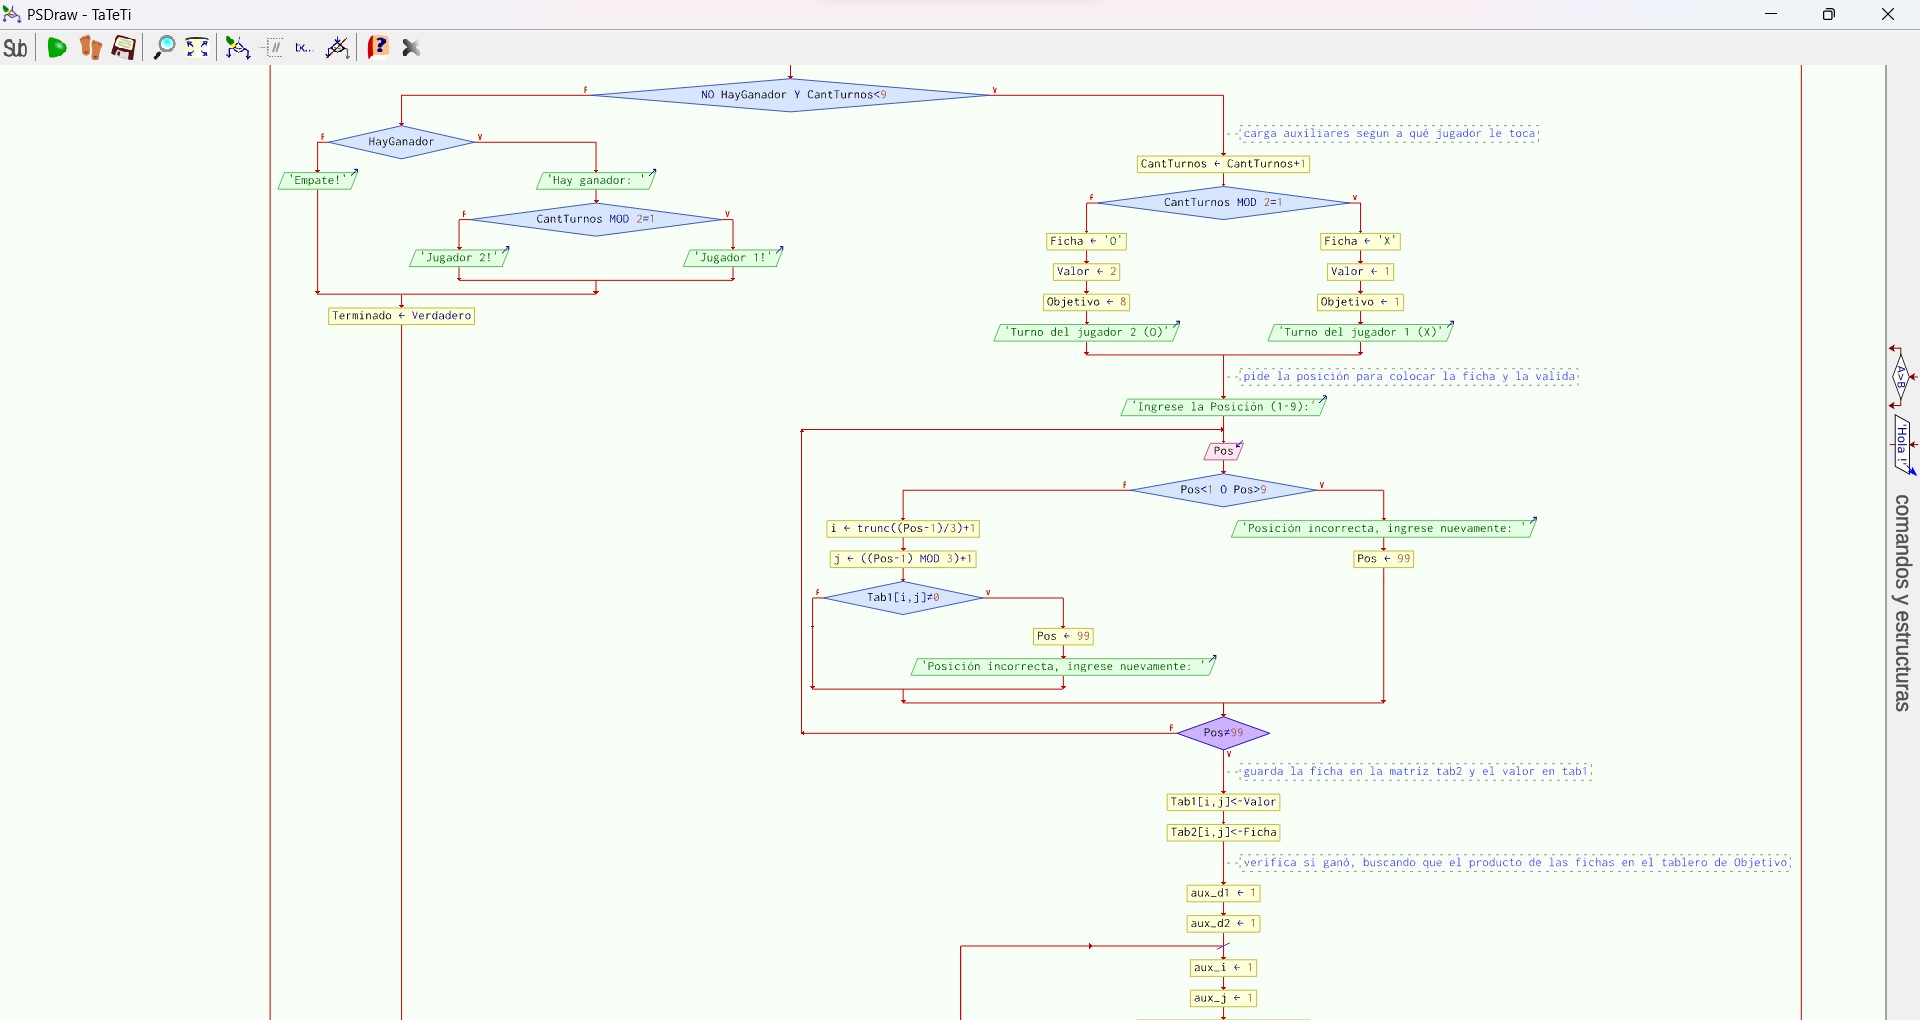 PSDraw - TaTeTi
Sub
tx...
?
NO HayGanador Y CantTurnos<9
F
V
HayGanador
F
V
'Empate!'
'Hay ganador: '
CantTurnos MOD 2=1
F
V
'Jugador 2!'
'Jugador 1!'
Terminado ← Verdadero
carga auxiliares segun a qué jugador le toca
CantTurnos ← CantTurnos+1
CantTurnos MOD 2=1
F
V
Ficha ← 'O'
Ficha ← 'X'
Valor ← 2
Valor ← 1
Objetivo ← 8
Objetivo ← 1
'Turno del jugador 2 (O)'
'Turno del jugador 1 (X)'
pide la posición para colocar la ficha y la valida
'Ingrese la Posición (1-9):'
Pos
Pos<1 O Pos>9
F
V
i ← trunc((Pos-1)/3)+1
'Posición incorrecta, ingrese nuevamente: '
j ← ((Pos-1) MOD 3)+1
Pos ← 99
Tab1[i,j]≠0
F
V
Pos ← 99
'Posición incorrecta, ingrese nuevamente: '
Pos≠99
F
V
guarda la ficha en la matriz tab2 y el valor en tab1
Tab1[i,j]<-Valor
Tab2[i,j]<-Ficha
verifica si ganó, buscando que el producto de las fichas en el tablero de Objetivo
aux_d1 ← 1
aux_d2 ← 1
aux_i ← 1
aux_j ← 1
A>B
'Hola !'
comandos y estructuras